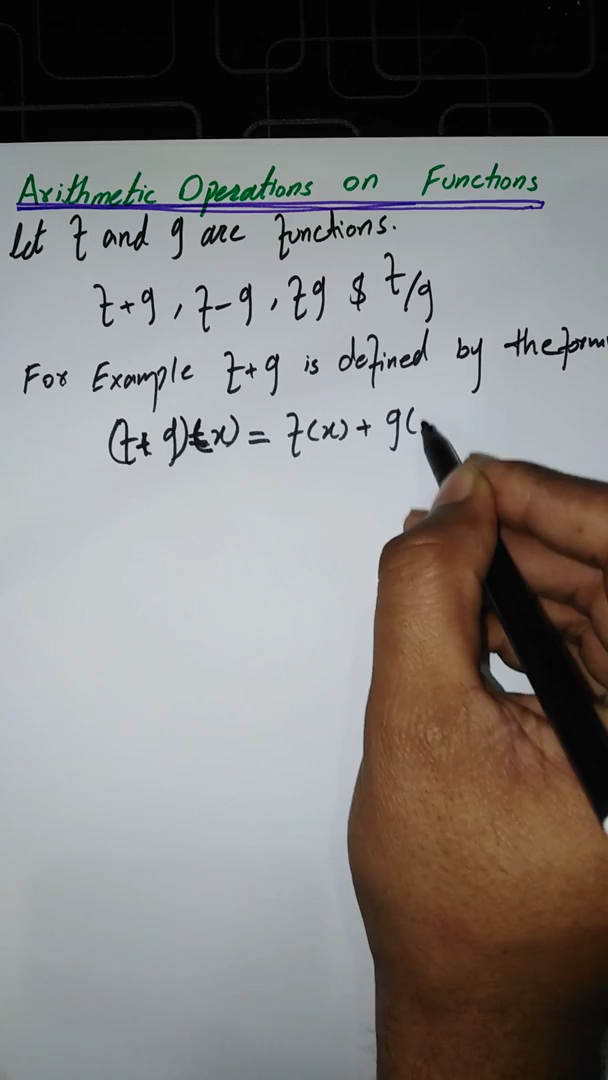 Arithmetic Operations on Functions
Let f and g are functions.
f+g, f-g, fg & f/g
For Example f+g is defined by the form
(f+g)(x) = f(x) + g(